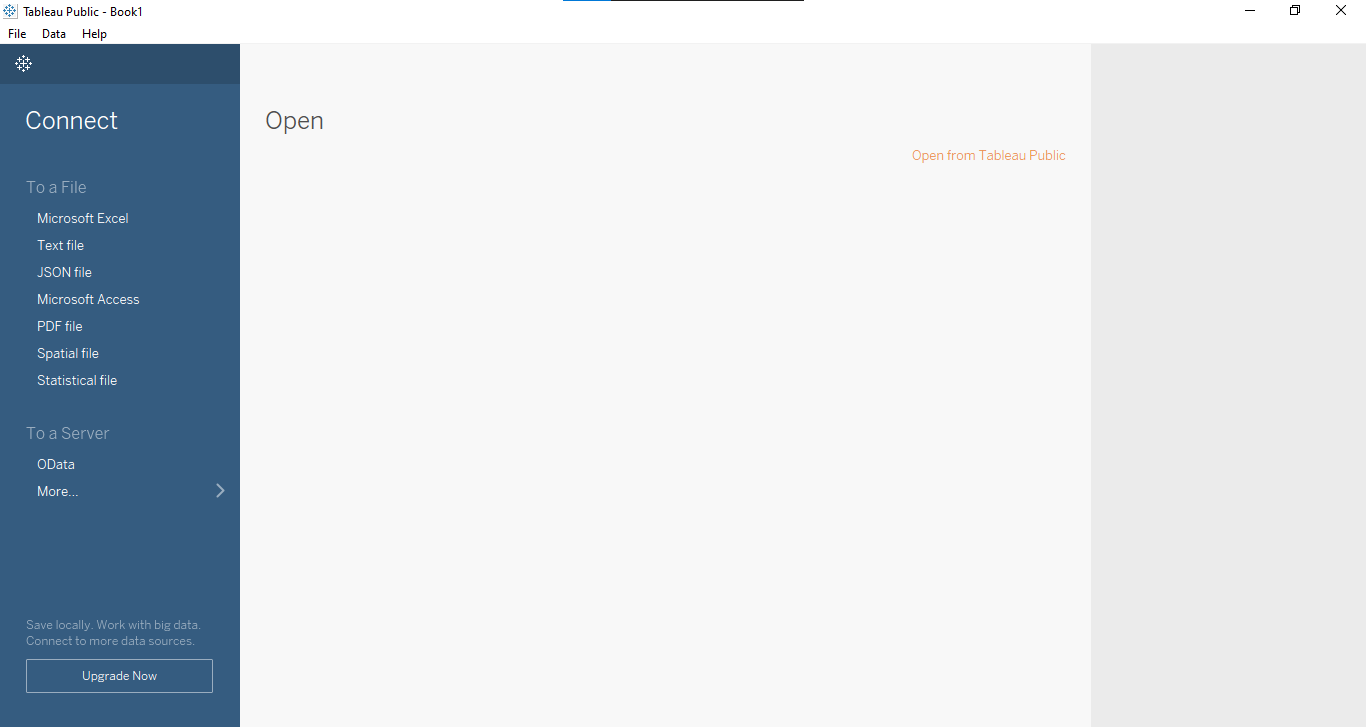 Tableau Public - Book1
File Data Help
Connect
To a File
Microsoft Excel
Text file
JSON file
Microsoft Access
PDF file
Spatial file
Statistical file
To a Server
OData
More...
Save locally. Work with big data.
Connect to more data sources.
Upgrade Now
Open
Open from Tableau Public